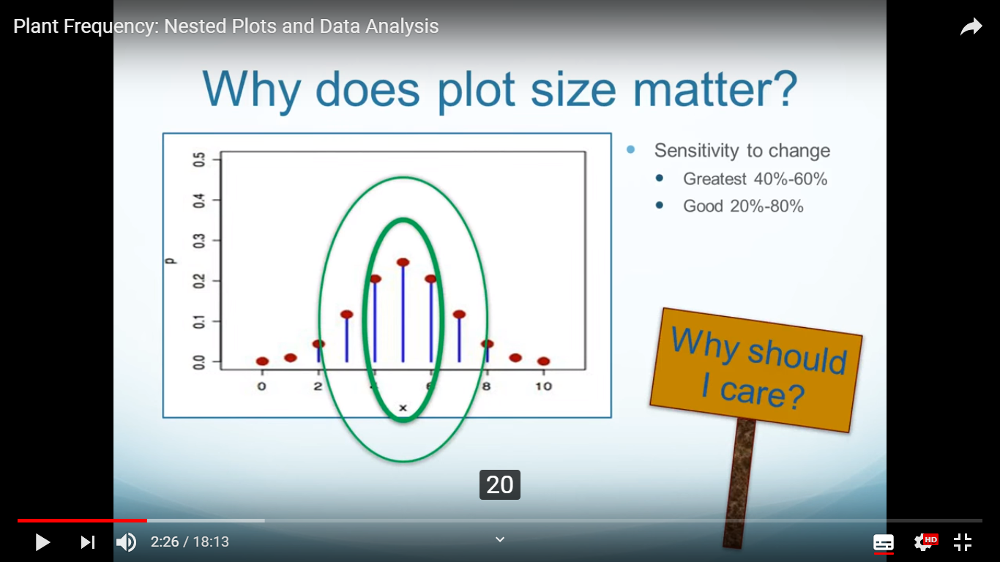 Plant Frequency: Nested Plots and Data Analysis
Why does plot size matter?
0.5
0.4
0.3
0.2
0.1
0.0
p
0 2 4 6 8 10
x
Sensitivity to change
Greatest 40%-60%
Good 20%-80%
Why should
I care?
20
2:26 / 18:13
HD